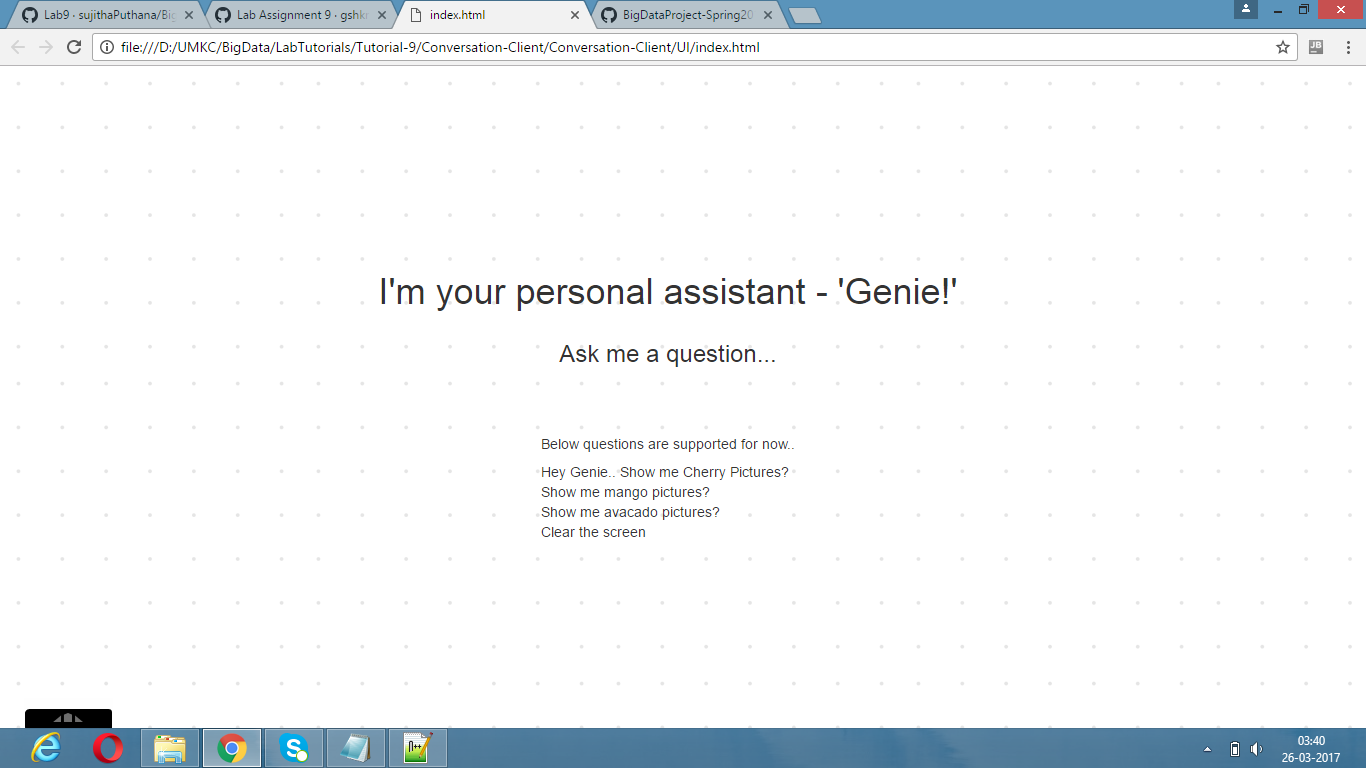 Lab9 · sujithaPuthana/Big
Lab Assignment 9 · gshkr
index.html
BigDataProject-Spring20
file:///D:/UMKC/BigData/LabTutorials/Tutorial-9/Conversation-Client/Conversation-Client/UI/index.html
JB
I'm your personal assistant - 'Genie!'
Ask me a question...
Below questions are supported for now..
Hey Genie.. Show me Cherry Pictures?
Show me mango pictures?
Show me avacado pictures?
Clear the screen
03:40
26-03-2017